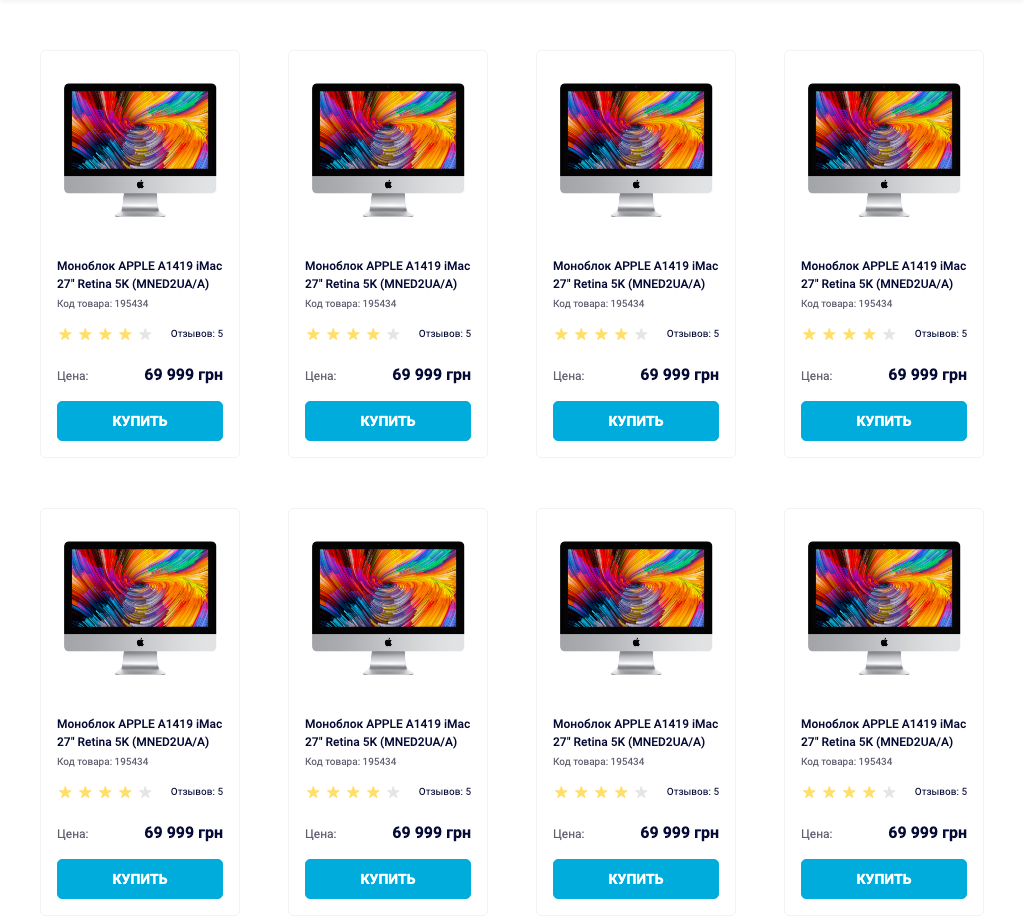 Моноблок APPLE A1419 iMac
27" Retina 5K (MNED2UA/A)
Код товара: 195434
Отзывов: 5
Цена: 69 999 грн
КУПИТЬ
Моноблок APPLE A1419 iMac
27" Retina 5K (MNED2UA/A)
Код товара: 195434
Отзывов: 5
Цена: 69 999 грн
КУПИТЬ
Моноблок APPLE A1419 iMac
27" Retina 5K (MNED2UA/A)
Код товара: 195434
Отзывов: 5
Цена: 69 999 грн
КУПИТЬ
Моноблок APPLE A1419 iMac
27" Retina 5K (MNED2UA/A)
Код товара: 195434
Отзывов: 5
Цена: 69 999 грн
КУПИТЬ
Моноблок APPLE A1419 iMac
27" Retina 5K (MNED2UA/A)
Код товара: 195434
Отзывов: 5
Цена: 69 999 грн
КУПИТЬ
Моноблок APPLE A1419 iMac
27" Retina 5K (MNED2UA/A)
Код товара: 195434
Отзывов: 5
Цена: 69 999 грн
КУПИТЬ
Моноблок APPLE A1419 iMac
27" Retina 5K (MNED2UA/A)
Код товара: 195434
Отзывов: 5
Цена: 69 999 грн
КУПИТЬ
Моноблок APPLE A1419 iMac
27" Retina 5K (MNED2UA/A)
Код товара: 195434
Отзывов: 5
Цена: 69 999 грн
КУПИТЬ